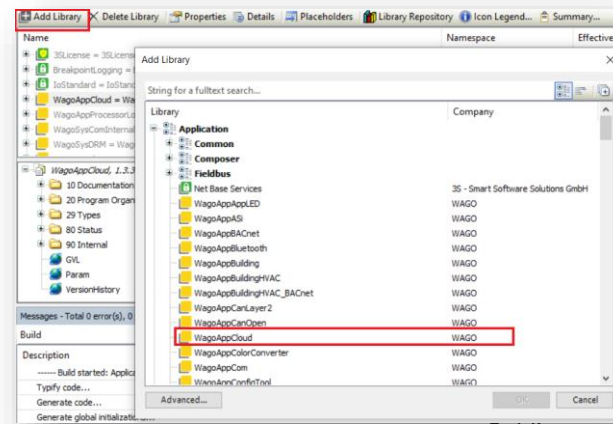 Add Library Delete Library Properties Details Placeholders Library Repository Icon Legend... Summary...
Name Namespace Effective
3SLicense = 3SLicens
BreakpointLogging =
IoStandard = IoStand
WagoAppCloud = Wa
WagoAppProcessorLo
WagoSysComInternal
WagoSysDRM = Wag
WagoAppCloud, 1.3.3
10 Documentation
20 Program Organ
29 Types
80 Status
90 Internal
GVL
Param
VersionHistory
Messages - Total 0 error(s), 0
Build
Description
------ Build started: Applica
Typify code...
Generate code...
Generate global initializatio
Add Library
String for a fulltext search...
Library Company
Application
Common
Composer
Fieldbus
Net Base Services 3S - Smart Software Solutions GmbH
WagoAppAppLED WAGO
WagoAppASi WAGO
WagoAppBACnet WAGO
WagoAppBluetooth WAGO
WagoAppBuilding WAGO
WagoAppBuildingHVAC WAGO
WagoAppBuildingHVAC_BACnet WAGO
WagoAppCanLayer2 WAGO
WagoAppCanOpen WAGO
WagoAppCloud WAGO
WagoAppColorConverter WAGO
WagoAppCom WAGO
WagoAppConfigTool WAGO
Advanced... OK Cancel